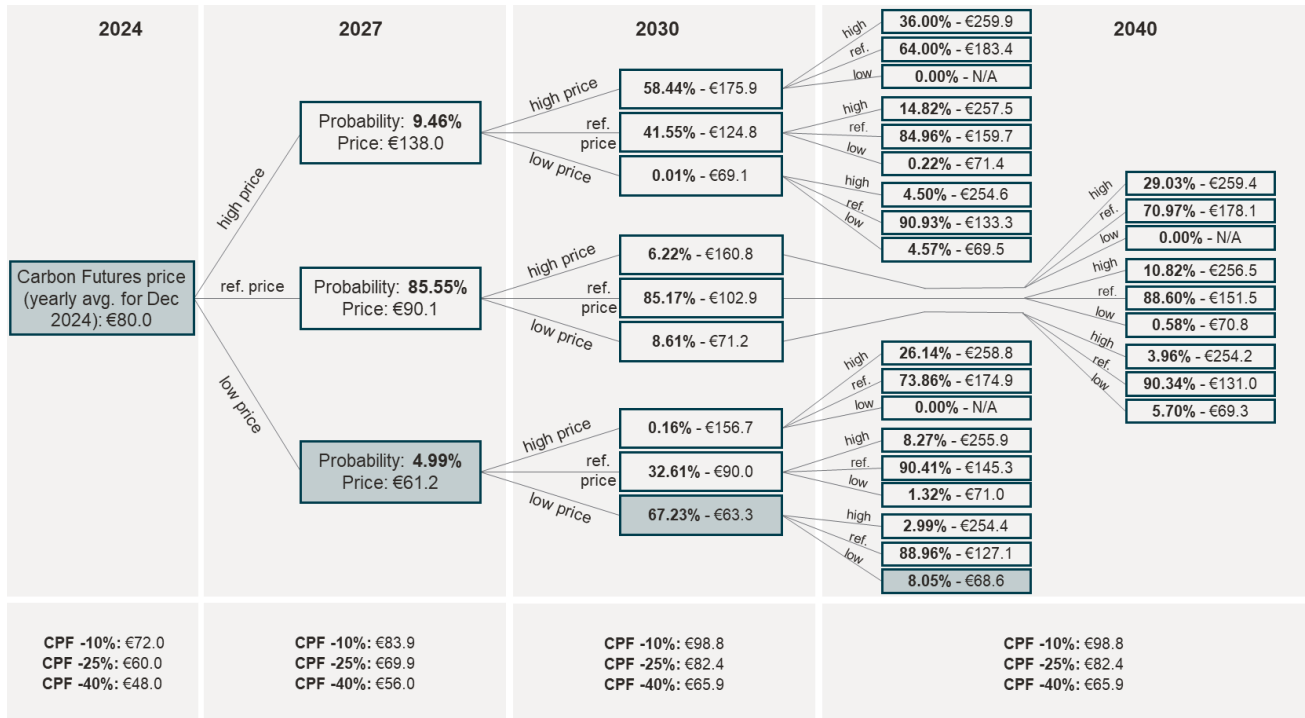 2024
2027
2030
2040
Carbon Futures price
(yearly avg. for Dec
2024): €80.0
high price
ref. price
low price
Probability: 9.46%
Price: €138.0
high price
ref.
price
low price
58.44% - €175.9
41.55% - €124.8
0.01% - €69.1
high
ref.
low
36.00% - €259.9
64.00% - €183.4
0.00% - N/A
high
ref.
low
14.82% - €257.5
84.96% - €159.7
0.22% - €71.4
high
ref.
low
4.50% - €254.6
90.93% - €133.3
4.57% - €69.5
Probability: 85.55%
Price: €90.1
high price
ref.
price
low price
6.22% - €160.8
85.17% - €102.9
8.61% - €71.2
high
ref.
low
29.03% - €259.4
70.97% - €178.1
0.00% - N/A
high
ref.
low
10.82% - €256.5
88.60% - €151.5
0.58% - €70.8
high
ref.
low
3.96% - €254.2
90.34% - €131.0
5.70% - €69.3
Probability: 4.99%
Price: €61.2
high price
ref.
price
low price
0.16% - €156.7
32.61% - €90.0
67.23% - €63.3
high
ref.
low
26.14% - €258.8
73.86% - €174.9
0.00% - N/A
high
ref.
low
8.27% - €255.9
90.41% - €145.3
1.32% - €71.0
high
ref.
low
2.99% - €254.4
88.96% - €127.1
8.05% - €68.6
CPF -10%: €72.0
CPF -25%: €60.0
CPF -40%: €48.0
CPF -10%: €83.9
CPF -25%: €69.9
CPF -40%: €56.0
CPF -10%: €98.8
CPF -25%: €82.4
CPF -40%: €65.9
CPF -10%: €98.8
CPF -25%: €82.4
CPF -40%: €65.9